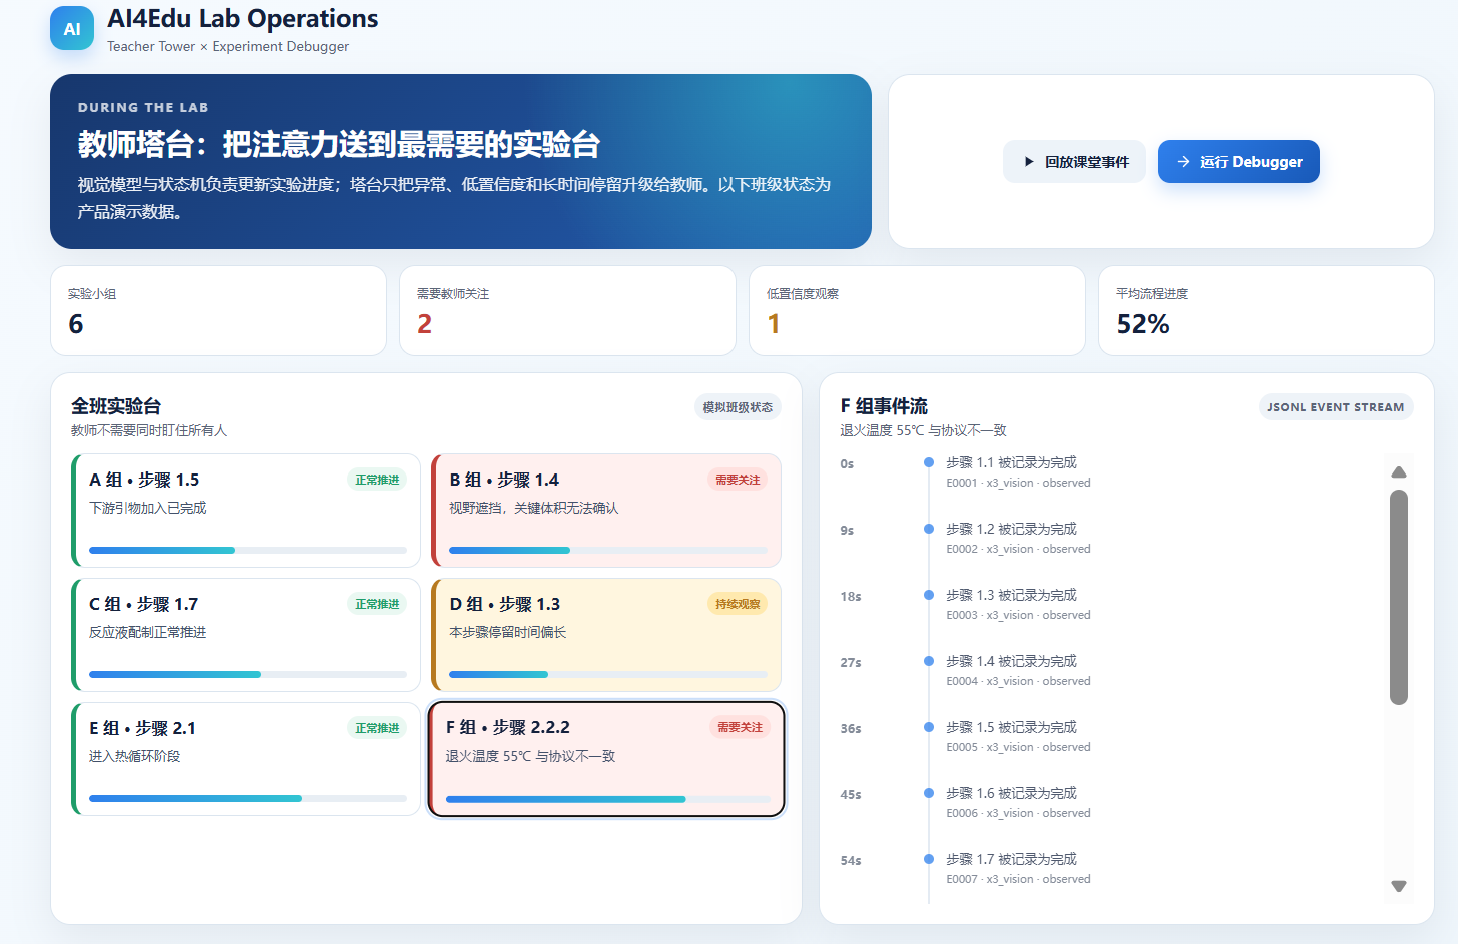 AI
AI4Edu Lab Operations
Teacher Tower × Experiment Debugger
DURING THE LAB
教师塔台：把注意力送到最需要的实验台
视觉模型与状态机负责更新实验进度；塔台只把异常、低置信度和长时间停留升级给教师。以下班级状态为
产品演示数据。
回放课堂事件
运行 Debugger
实验小组
6
需要教师关注
2
低置信度观察
1
平均流程进度
52%
全班实验台
模拟班级状态
教师不需要同时盯住所有人
A 组 • 步骤 1.5
正常推进
下游引物加入已完成
B 组 • 步骤 1.4
需要关注
视野遮挡，关键体积无法确认
C 组 • 步骤 1.7
正常推进
反应液配制正常推进
D 组 • 步骤 1.3
持续观察
本步骤停留时间偏长
E 组 • 步骤 2.1
正常推进
进入热循环阶段
F 组 • 步骤 2.2.2
需要关注
退火温度 55℃ 与协议不一致
F 组事件流
JSONL EVENT STREAM
退火温度 55℃ 与协议不一致
0s
步骤 1.1 被记录为完成
E0001 · x3_vision · observed
9s
步骤 1.2 被记录为完成
E0002 · x3_vision · observed
18s
步骤 1.3 被记录为完成
E0003 · x3_vision · observed
27s
步骤 1.4 被记录为完成
E0004 · x3_vision · observed
36s
步骤 1.5 被记录为完成
E0005 · x3_vision · observed
45s
步骤 1.6 被记录为完成
E0006 · x3_vision · observed
54s
步骤 1.7 被记录为完成
E0007 · x3_vision · observed